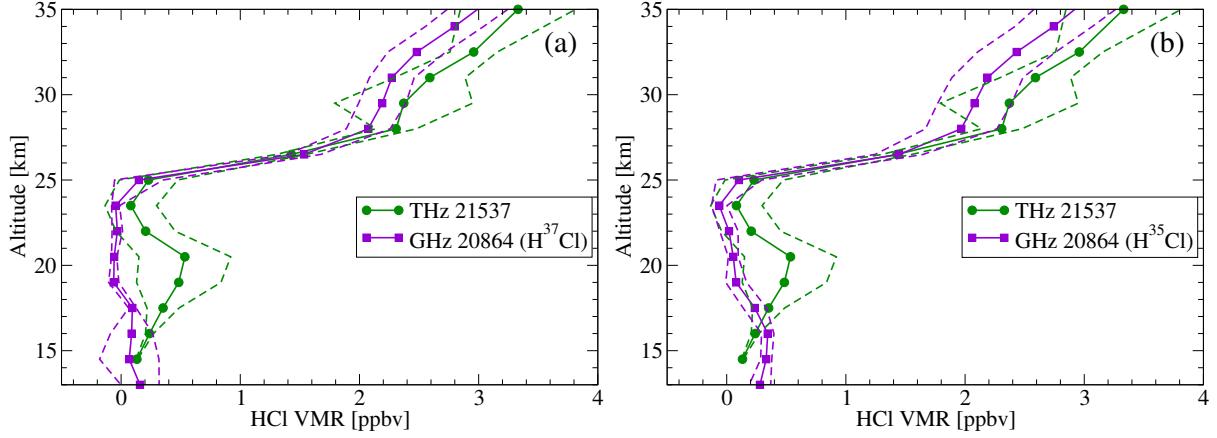 35
30
25
20
15
Altitude [km]
(a)
THz 21537
GHz 20864 (H37Cl)
0
1
2
3
4
HCl VMR [ppbv]
35
30
25
20
15
Altitude [km]
(b)
THz 21537
GHz 20864 (H35Cl)
0
1
2
3
4
HCl VMR [ppbv]